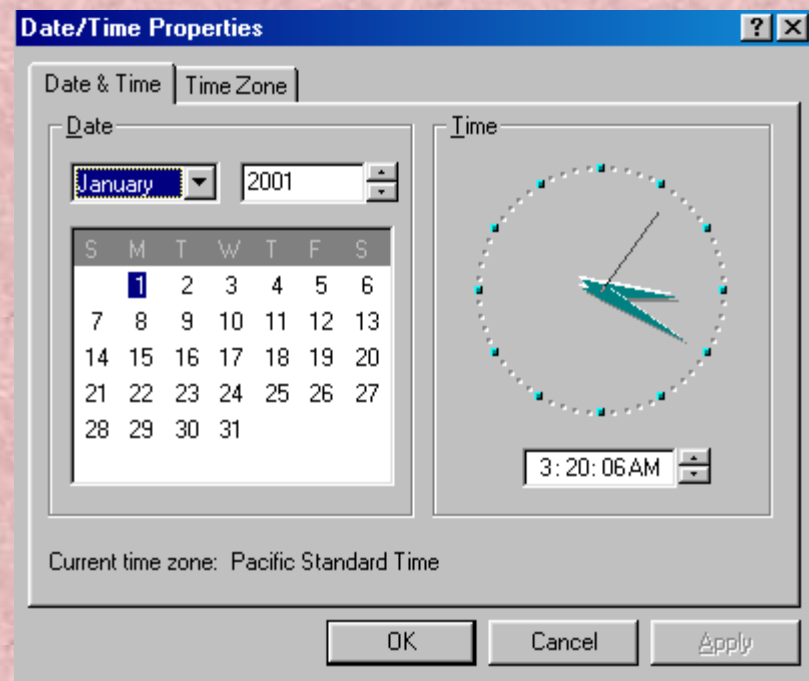 Date/Time Properties
Date & Time
Time Zone
Date
January
2001
S M T W T F S
1 2 3 4 5 6
7 8 9 10 11 12 13
14 15 16 17 18 19 20
21 22 23 24 25 26 27
28 29 30 31
Time
3:20:06AM
Current time zone: Pacific Standard Time
OK
Cancel
Apply